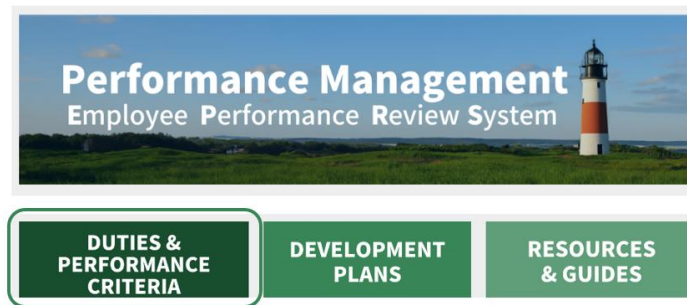 Performance Management
Employee Performance Review System
DUTIES &
PERFORMANCE
CRITERIA
DEVELOPMENT
PLANS
RESOURCES
& GUIDES